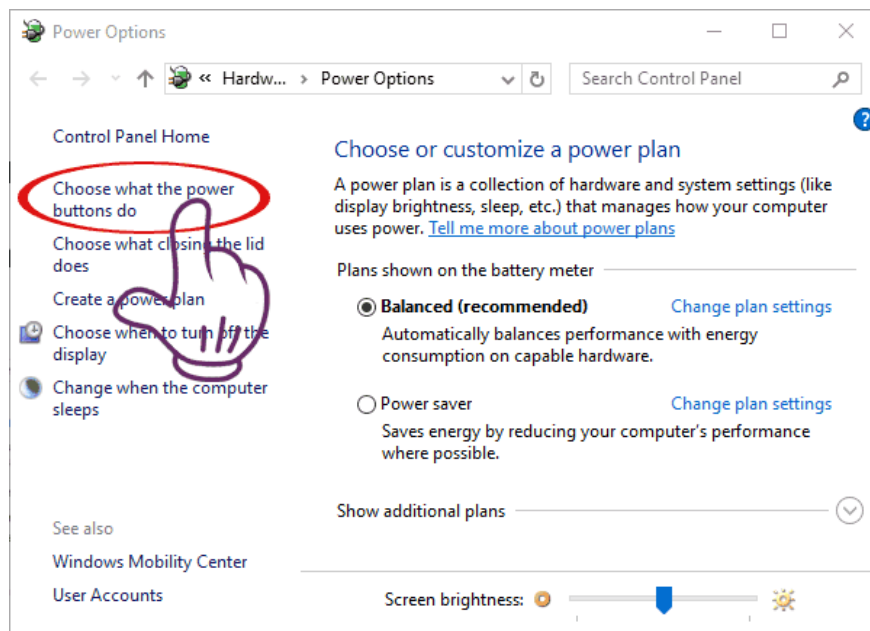 Power Options
« Hardw... › Power Options
Search Control Panel
?
Control Panel Home
Choose what the power
buttons do
Choose what closing the lid
does
Create a power plan
Choose when to turn off the
display
Change when the computer
sleeps
See also
Windows Mobility Center
User Accounts
Choose or customize a power plan
A power plan is a collection of hardware and system settings (like
display brightness, sleep, etc.) that manages how your computer
uses power. Tell me more about power plans
Plans shown on the battery meter
Balanced (recommended) Change plan settings
Automatically balances performance with energy
consumption on capable hardware.
Power saver Change plan settings
Saves energy by reducing your computer's performance
where possible.
Show additional plans
Screen brightness: